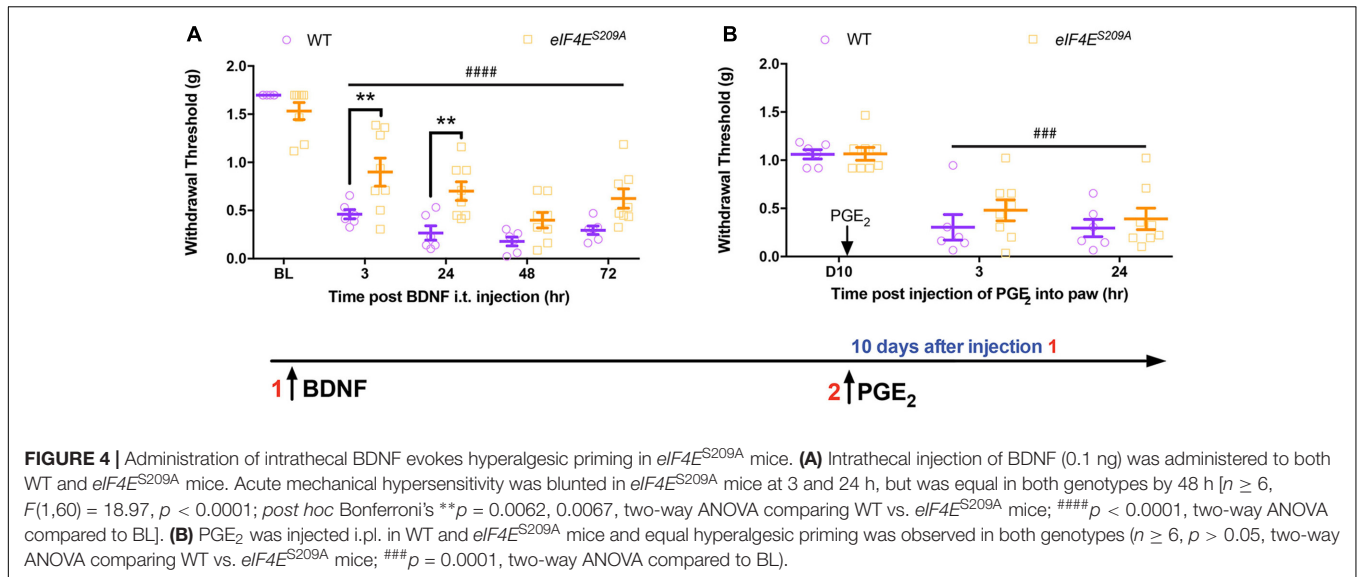 A
WT
eIF4E^S209A
Withdrawal Threshold (g)
2.0
1.5
1.0
0.5
0.0
####
**
**
BL
3
24
48
72
Time post BDNF i.t. injection (hr)
B
WT
eIF4E^S209A
Withdrawal Threshold (g)
2.0
1.5
1.0
0.5
0.0
###
PGE₂
D10
3
24
Time post injection of PGE₂ into paw (hr)
10 days after injection 1
1 BDNF
2 PGE₂
FIGURE 4 | Administration of intrathecal BDNF evokes hyperalgesic priming in eIF4E^S209A mice. (A) Intrathecal injection of BDNF (0.1 ng) was administered to both
WT and eIF4E^S209A mice. Acute mechanical hypersensitivity was blunted in eIF4E^S209A mice at 3 and 24 h, but was equal in both genotypes by 48 h [n ≥ 6,
F(1,60) = 18.97, p < 0.0001; post hoc Bonferroni's **p = 0.0062, 0.0067, two-way ANOVA comparing WT vs. eIF4E^S209A mice; ####p < 0.0001, two-way ANOVA
compared to BL]. (B) PGE₂ was injected i.pl. in WT and eIF4E^S209A mice and equal hyperalgesic priming was observed in both genotypes (n ≥ 6, p > 0.05, two-way
ANOVA comparing WT vs. eIF4E^S209A mice; ###p = 0.0001, two-way ANOVA compared to BL).